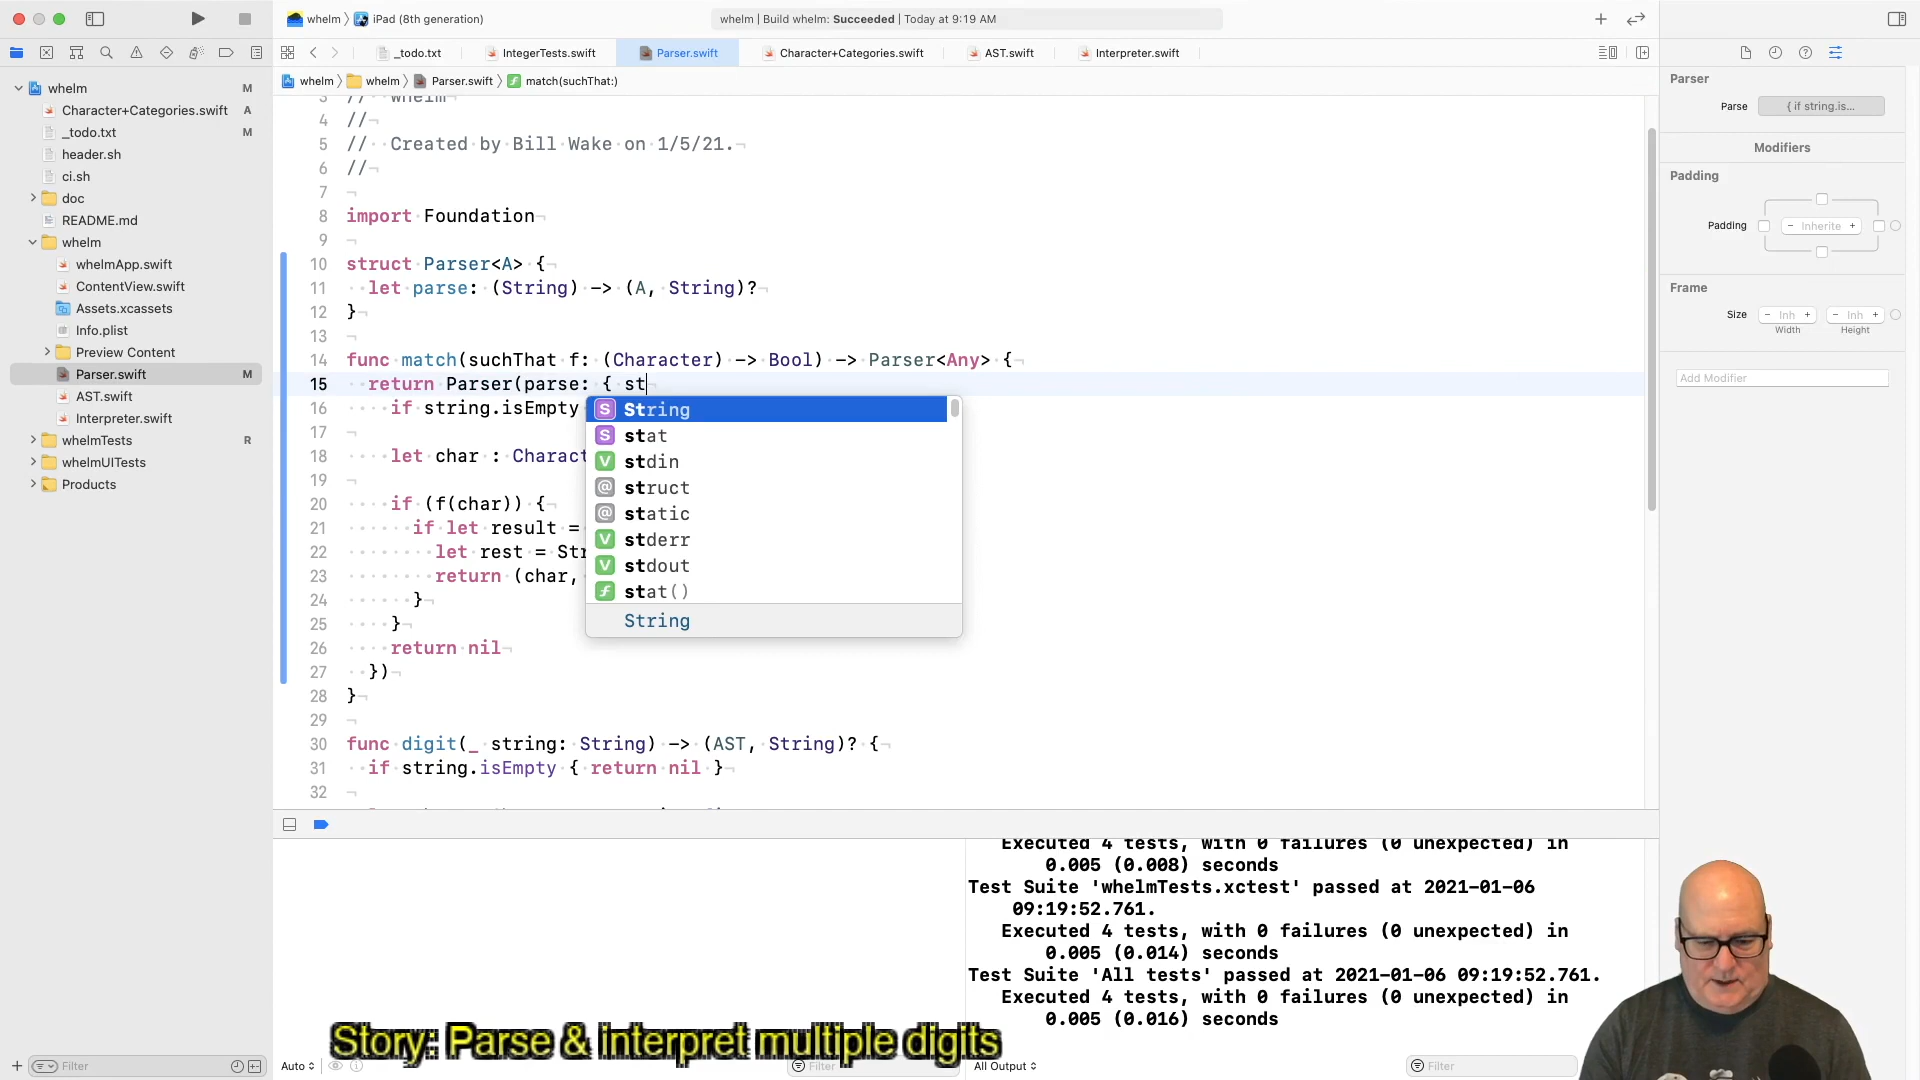 whelm
iPad (8th generation)
whelm | Build whelm: Succeeded | Today at 9:19 AM
_todo.txt
IntegerTests.swift
Parser.swift
Character+Categories.swift
AST.swift
Interpreter.swift
whelm
whelm
Parser.swift
match(suchThat:)
whelm M
Character+Categories.swift A
_todo.txt M
header.sh
ci.sh
doc
README.md
whelm
whelmApp.swift
ContentView.swift
Assets.xcassets
Info.plist
Preview Content
Parser.swift M
AST.swift
Interpreter.swift
whelmTests R
whelmUITests
Products
3 // whelm
4 //
5 // Created by Bill Wake on 1/5/21.
6 //
7
8 import Foundation
9
10 struct Parser<A> {
11 let parse: (String) -> (A, String)?
12 }
13
14 func match(suchThat f: (Character) -> Bool) -> Parser<Any> {
15 return Parser(parse: { st
16 if string.isEmpty
17
18 let char : Charact
19
20 if (f(char)) {
21 if let result =
22 let rest = Str
23 return (char,
24 }
25 }
26 return nil
27 })
28 }
29
30 func digit(_ string: String) -> (AST, String)? {
31 if string.isEmpty { return nil }
32
S String
S stat
V stdin
@ struct
@ static
V stderr
V stdout
f stat()
String
Parser
Parse { if string.is...
Modifiers
Padding
Padding − Inherite +
Frame
Size − Inh + − Inh +
Width Height
Add Modifier
Executed 4 tests, with 0 failures (0 unexpected) in
0.005 (0.008) seconds
Test Suite 'whelmTests.xctest' passed at 2021-01-06
09:19:52.761.
Executed 4 tests, with 0 failures (0 unexpected) in
0.005 (0.014) seconds
Test Suite 'All tests' passed at 2021-01-06 09:19:52.761.
Executed 4 tests, with 0 failures (0 unexpected) in
0.005 (0.016) seconds
Story: Parse & interpret multiple digits
Filter
Auto
Filter
All Output
Filter